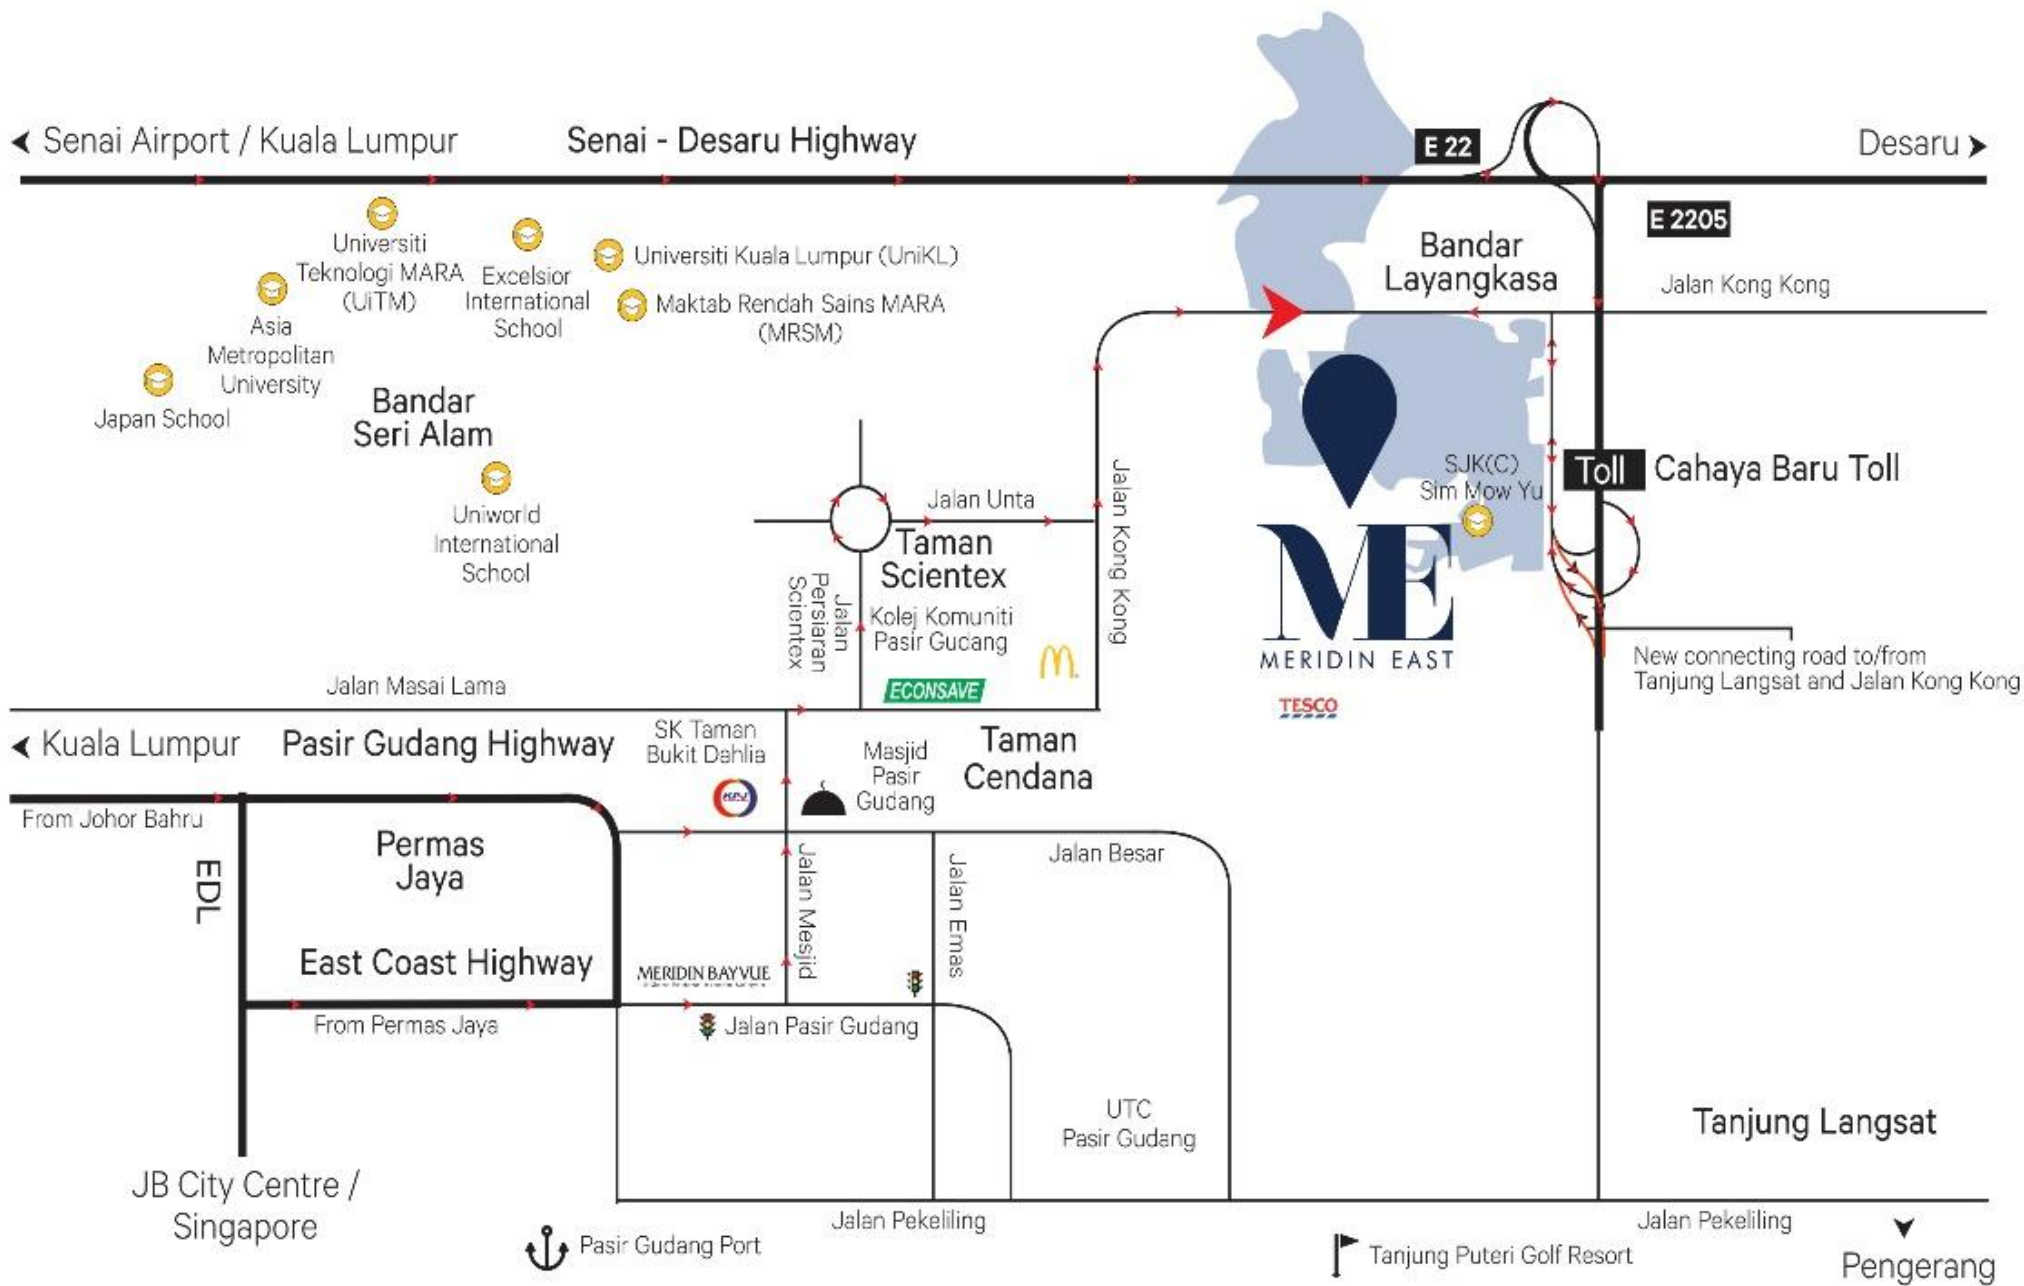 Senai Airport / Kuala Lumpur
Senai - Desaru Highway
E 22
Desaru
E 2205
Universiti
Teknologi MARA
(UiTM)
Excelsior
International
School
Universiti Kuala Lumpur (UniKL)
Maktab Rendah Sains MARA
(MRSM)
Asia
Metropolitan
University
Japan School
Bandar
Seri Alam
Uniworld
International
School
Bandar
Layangkasa
Jalan Kong Kong
Jalan Unta
Taman
Scientex
Kolej Komuniti
Pasir Gudang
Jalan
Persiaran
Scientex
Jalan Kong Kong
SJK(C)
Sim Mow Yu
Toll
Cahaya Baru Toll
ME
MERIDIN EAST
TESCO
New connecting road to/from
Tanjung Langsat and Jalan Kong Kong
ECONSAVE
M
Jalan Masai Lama
Kuala Lumpur
Pasir Gudang Highway
SK Taman
Bukit Dahlia
KPJ
Masjid
Pasir
Gudang
Taman
Cendana
From Johor Bahru
EDL
Permas
Jaya
Jalan Mesjid
Jalan Emas
Jalan Besar
East Coast Highway
MERIDIN BAYVUE
From Permas Jaya
Jalan Pasir Gudang
UTC
Pasir Gudang
Tanjung Langsat
JB City Centre /
Singapore
Jalan Pekeliling
Jalan Pekeliling
Pasir Gudang Port
Tanjung Puteri Golf Resort
Pengerang